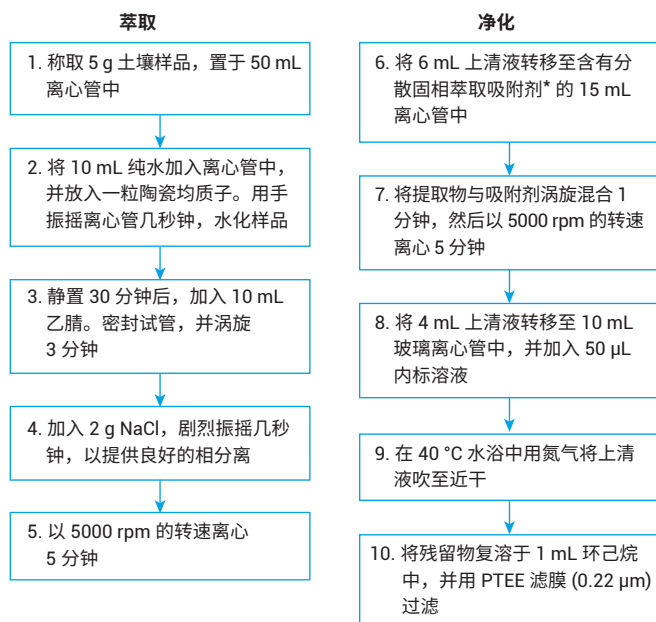 萃取
1. 称取 5 g 土壤样品，置于 50 mL
离心管中
2. 将 10 mL 纯水加入离心管中，
并放入一粒陶瓷均质子。用手
振摇离心管几秒钟，水化样品
3. 静置 30 分钟后，加入 10 mL
乙腈。密封试管，并涡旋
3 分钟
4. 加入 2 g NaCl，剧烈振摇几秒
钟，以提供良好的相分离
5. 以 5000 rpm 的转速离心
5 分钟
净化
6. 将 6 mL 上清液转移至含有分
散固相萃取吸附剂* 的 15 mL
离心管中
7. 将提取物与吸附剂涡旋混合 1
分钟，然后以 5000 rpm 的转速
离心 5 分钟
8. 将 4 mL 上清液转移至 10 mL
玻璃离心管中，并加入 50 µL
内标溶液
9. 在 40 °C 水浴中用氮气将上清
液吹至近干
10. 将残留物复溶于 1 mL 环己烷
中，并用 PTEE 滤膜 (0.22 µm)
过滤